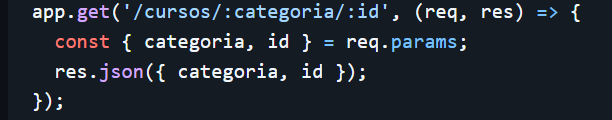 app.get('/cursos/:categoria/:id', (req, res) => {
  const { categoria, id } = req.params;
  res.json({ categoria, id });
});